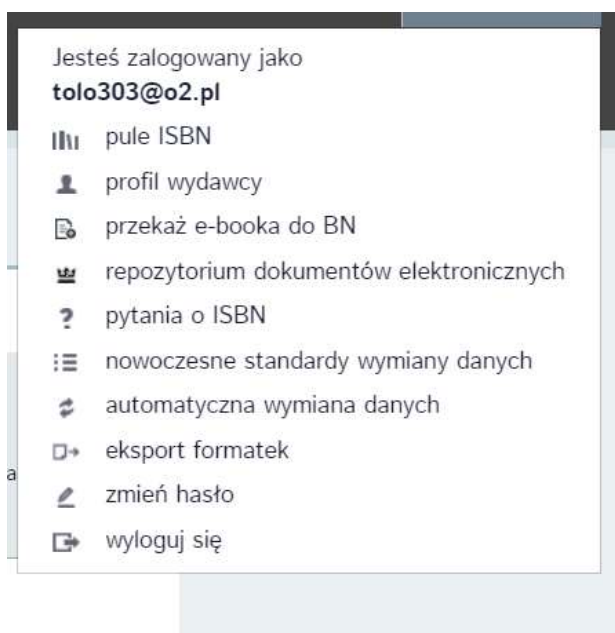 Jesteś zalogowany jako
tolo303@o2.pl
pule ISBN
profil wydawcy
przekaż e-booka do BN
repozytorium dokumentów elektronicznych
pytania o ISBN
nowoczesne standardy wymiany danych
automatyczna wymiana danych
eksport formatek
a
zmień hasło
wyloguj się